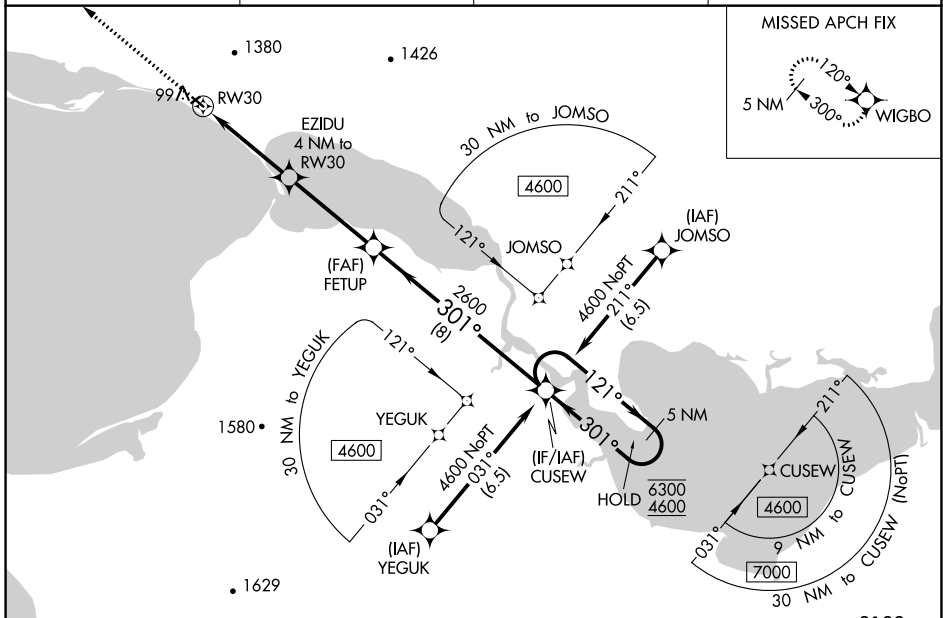 MISSED APCH FIX
120°
5 NM
300°
WIGBO
1380
1426
991
RW30
EZIDU
4 NM to
RW30
30 NM to JOMSO
4600
211°
121°
JOMSO
(IAF)
JOMSO
4600 NoPT
211°
(6.5)
(FAF)
FETUP
2600
301°
(8)
30 NM to YEGUK
121°
YEGUK
4600
031°
1580
4600 NoPT
031°
(6.5)
(IAF)
YEGUK
121°
301°
5 NM
(IF/IAF)
CUSEW
HOLD
6300
4600
211°
CUSEW
4600
031°
9 NM to CUSEW
7000
30 NM to CUSEW (NoPT)
1629